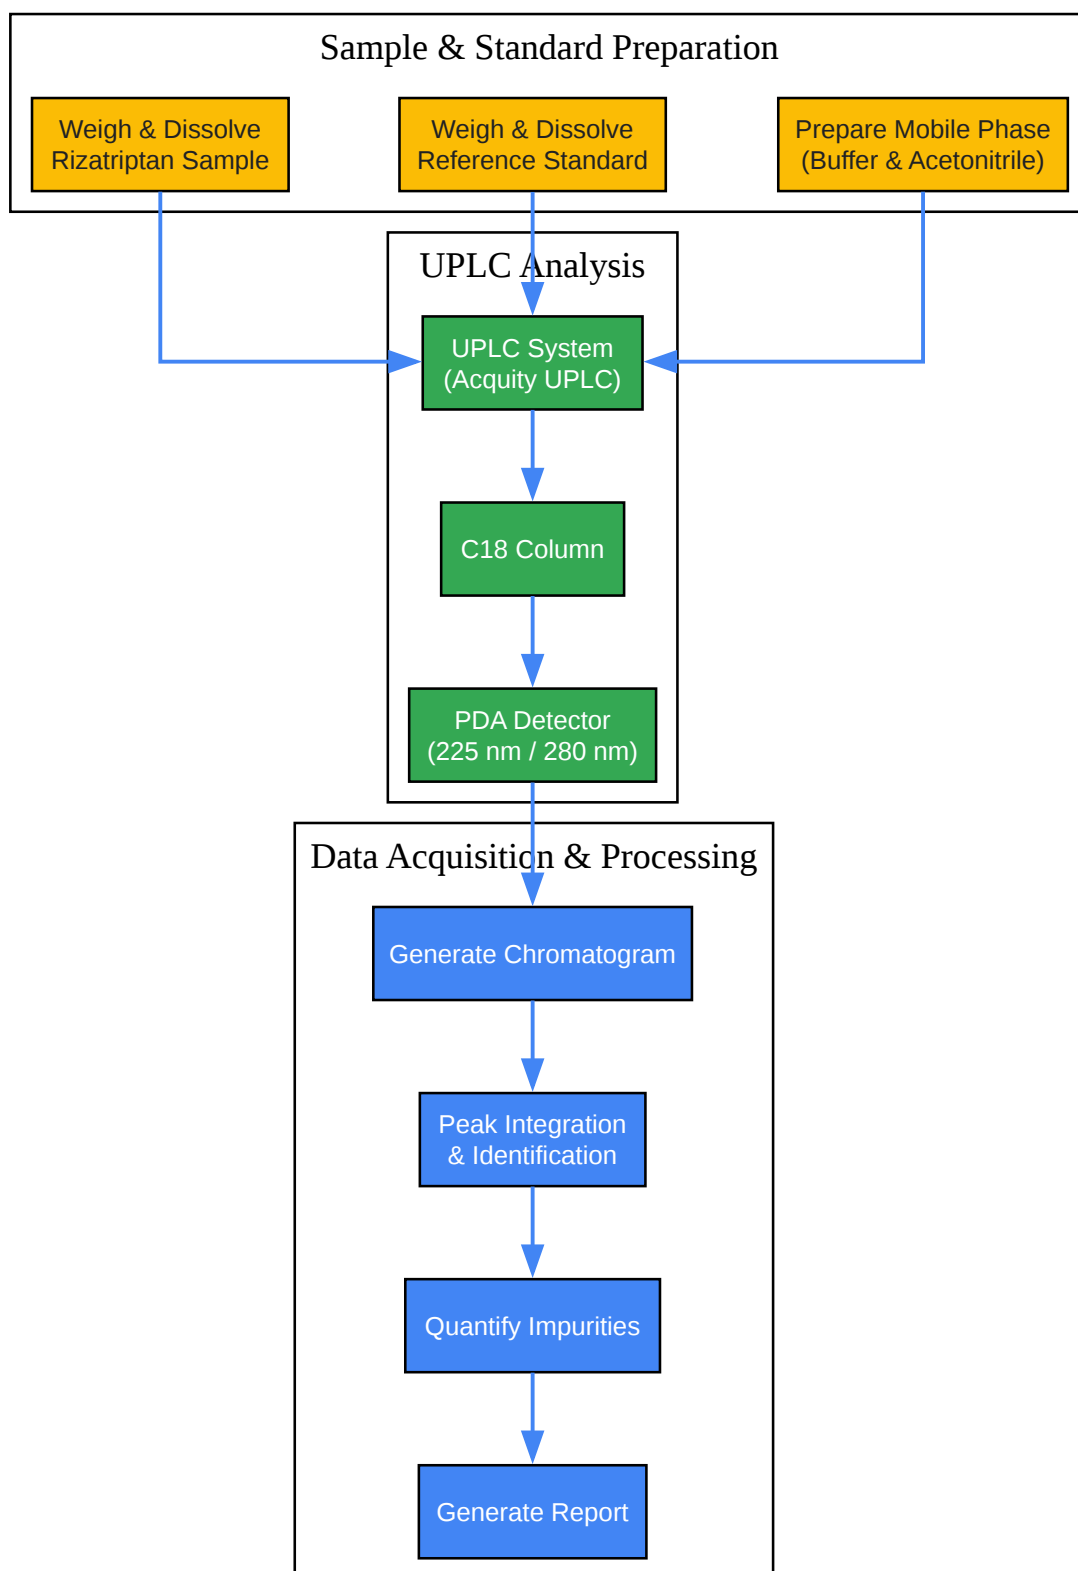 Sample & Standard Preparation
Weigh & Dissolve
Rizatriptan Sample
Weigh & Dissolve
Reference Standard
Prepare Mobile Phase
(Buffer & Acetonitrile)
UPLC Analysis
UPLC System
(Acquity UPLC)
C18 Column
PDA Detector
(225 nm / 280 nm)
Data Acquisition & Processing
Generate Chromatogram
Peak Integration
& Identification
Quantify Impurities
Generate Report